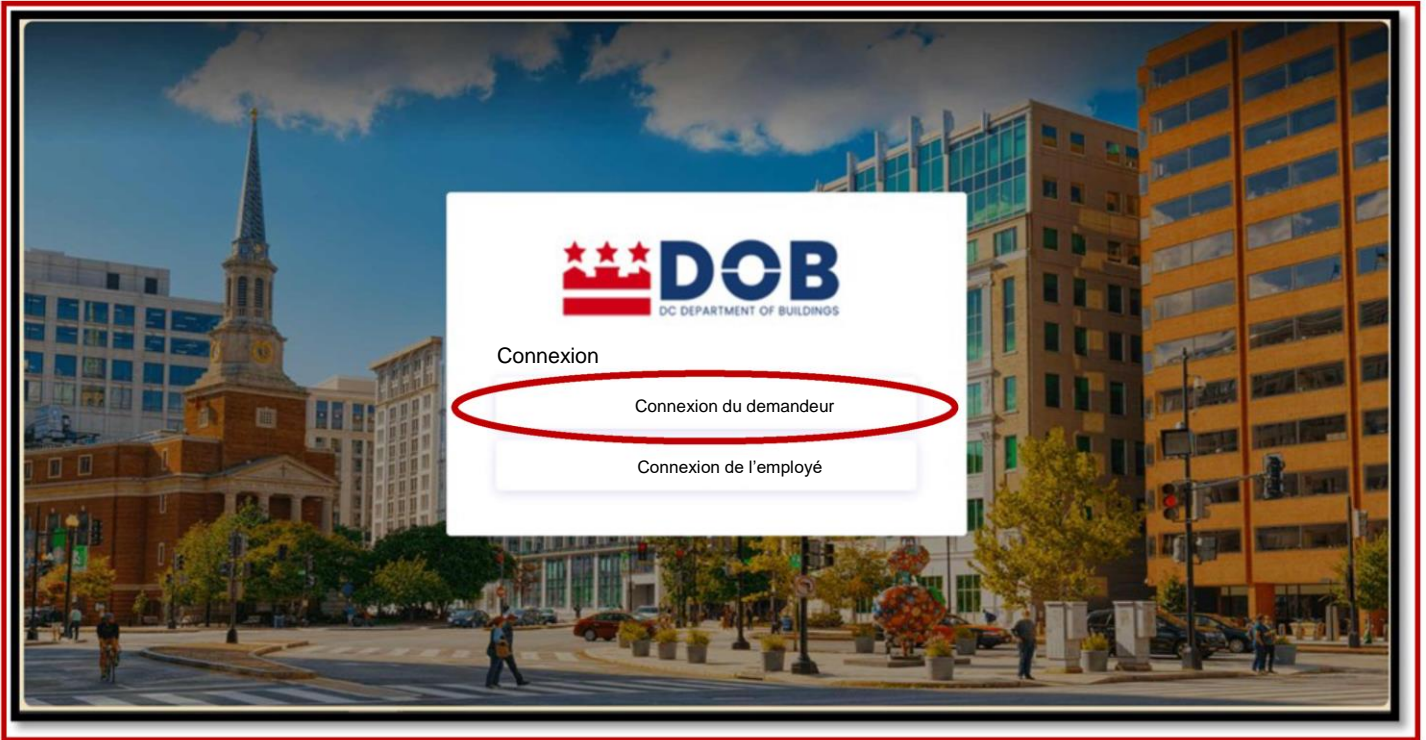 DOB
DC DEPARTMENT OF BUILDINGS
Connexion
Connexion du demandeur
Connexion de l’employé